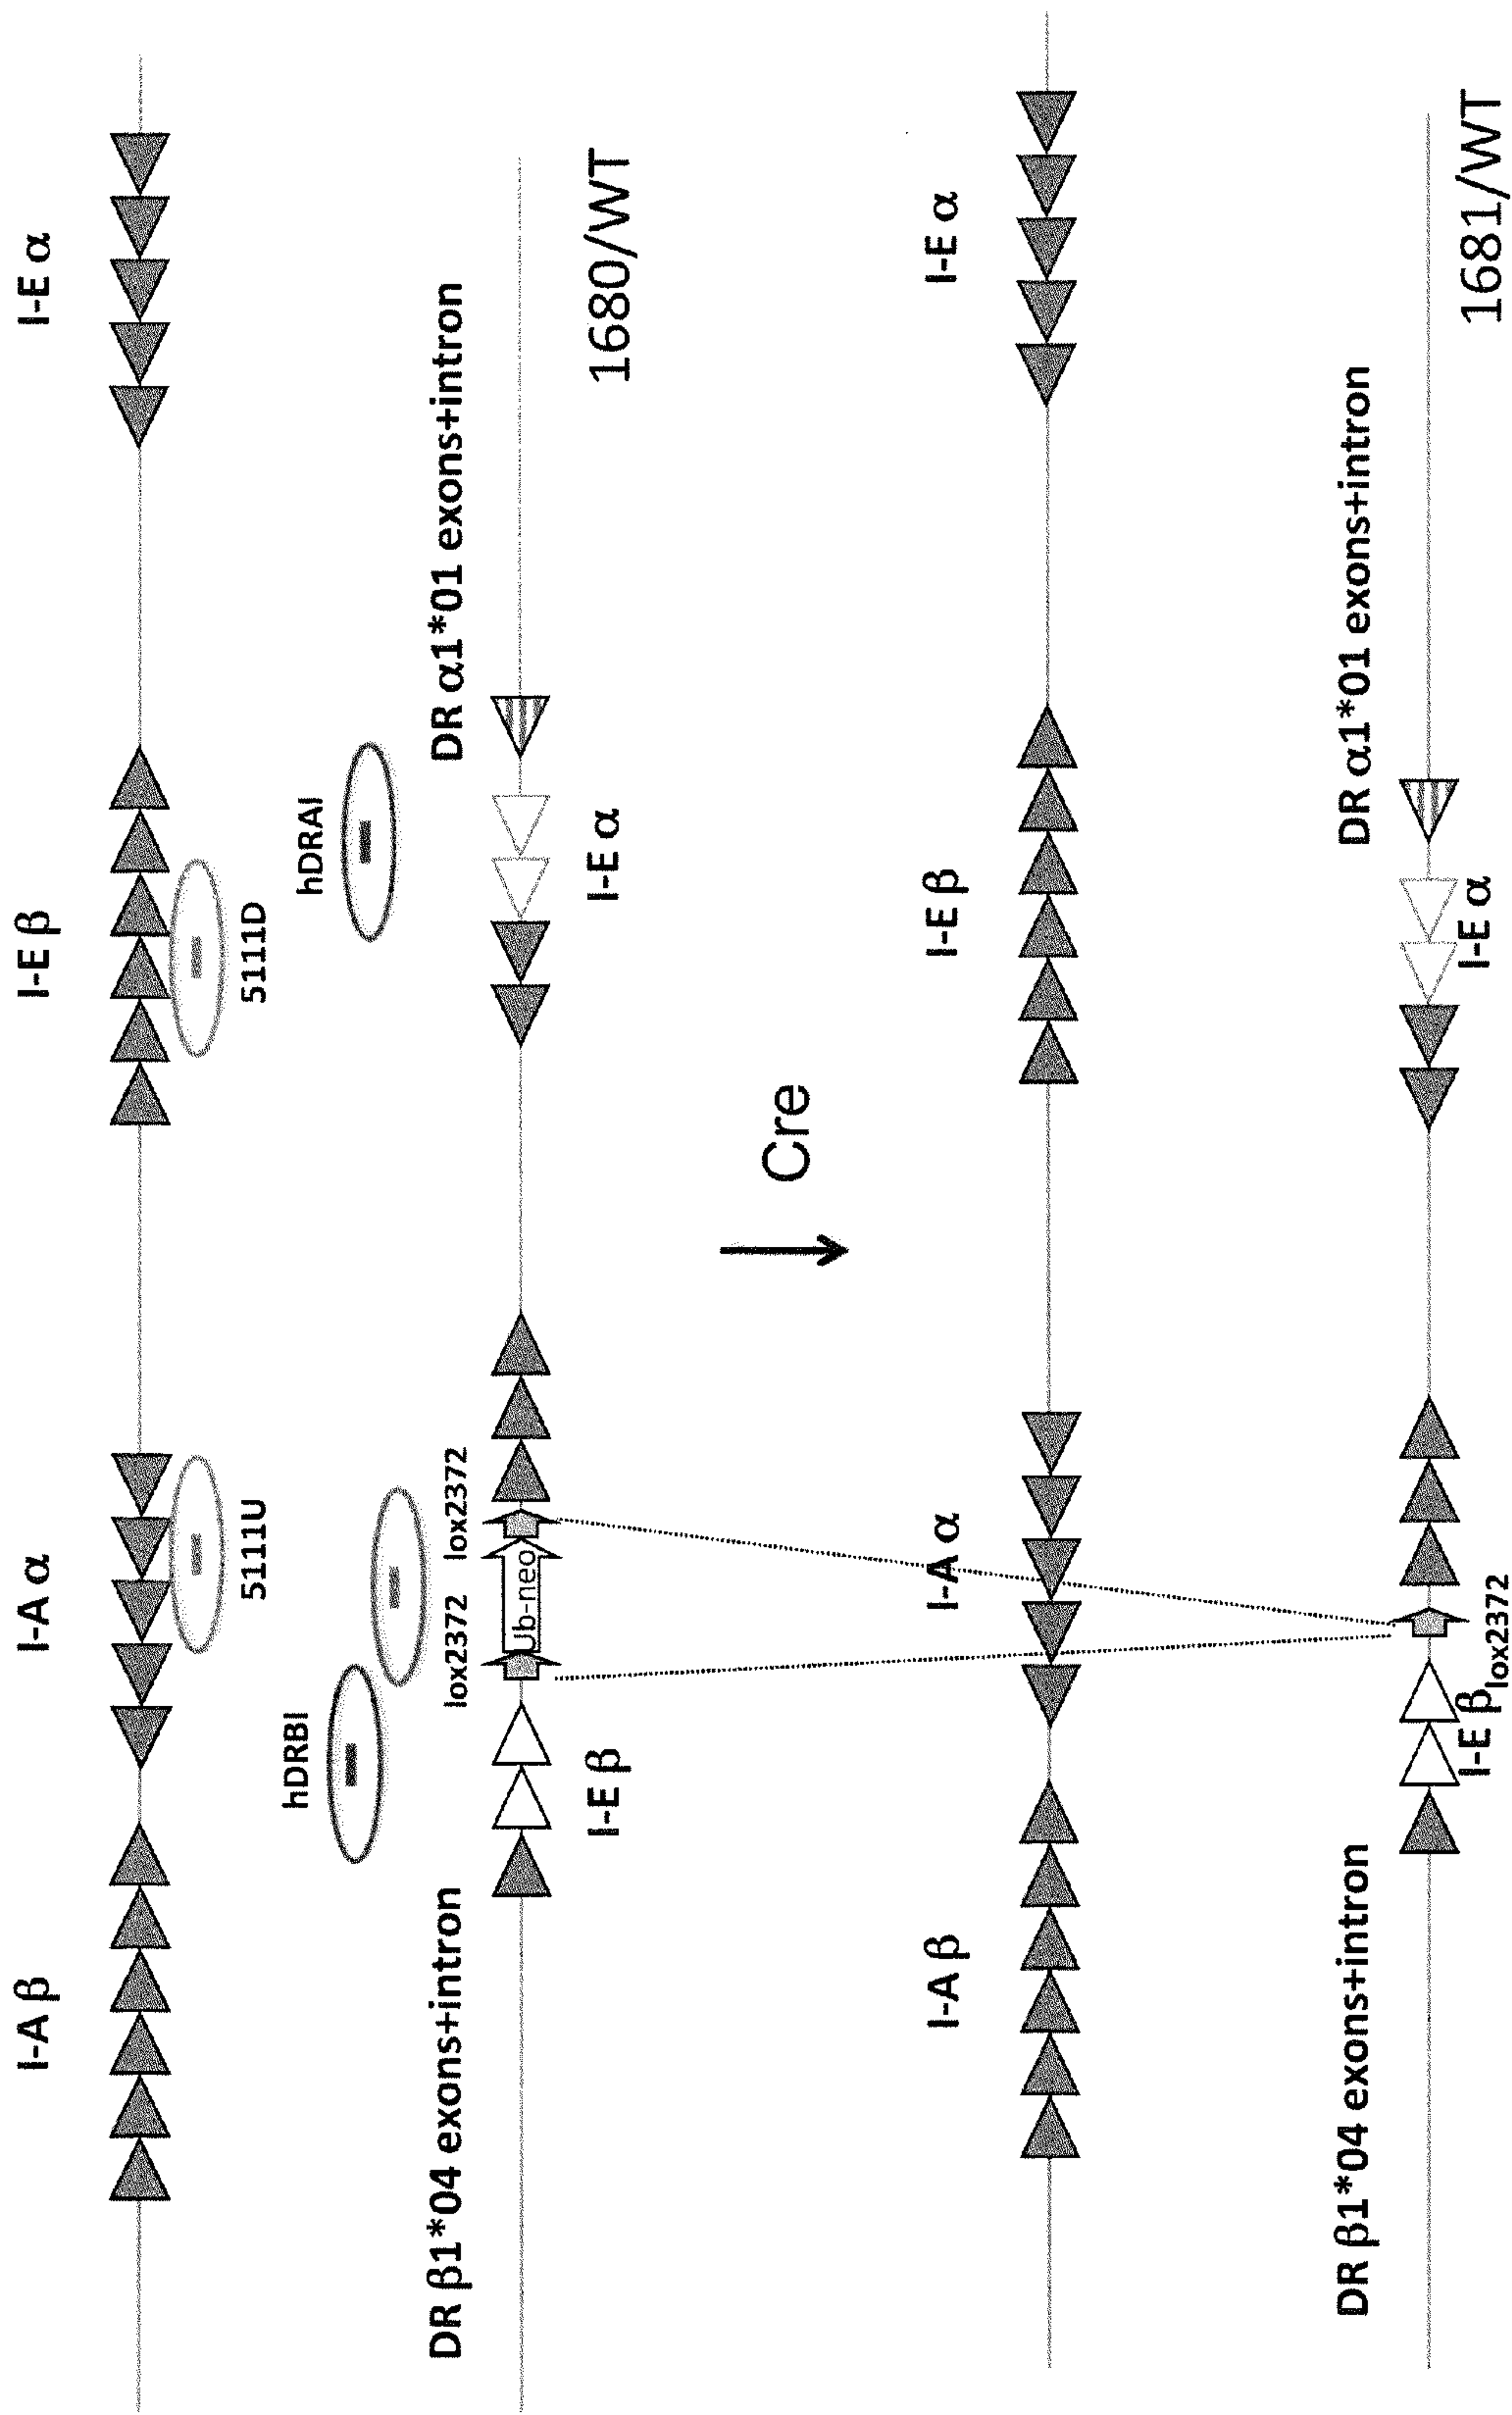 I-A β
I-A α
I-E β
I-E α
5111U
5111D
hDRBI
hDRAI
DR β1*04 exons+intron
lox2372
lox2372
DR α1*01 exons+intron
Ub-neo
I-E β
I-E α
1680/WT
Cre
I-A β
I-A α
I-E β
I-E α
DR β1*04 exons+intron
DR α1*01 exons+intron
I-E β
lox2372
I-E α
1681/WT